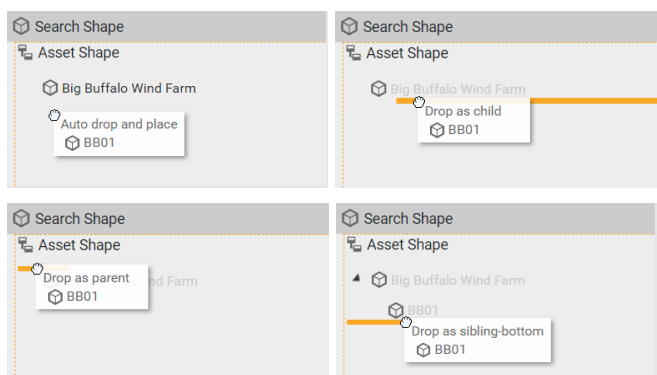 Search Shape
Asset Shape
Big Buffalo Wind Farm
Auto drop and place
BB01
Search Shape
Asset Shape
Big Buffalo Wind Farm
Drop as child
BB01
Search Shape
Asset Shape
nd Farm
Drop as parent
BB01
Search Shape
Asset Shape
Big Buffalo Wind Farm
BB01
Drop as sibling-bottom
BB01